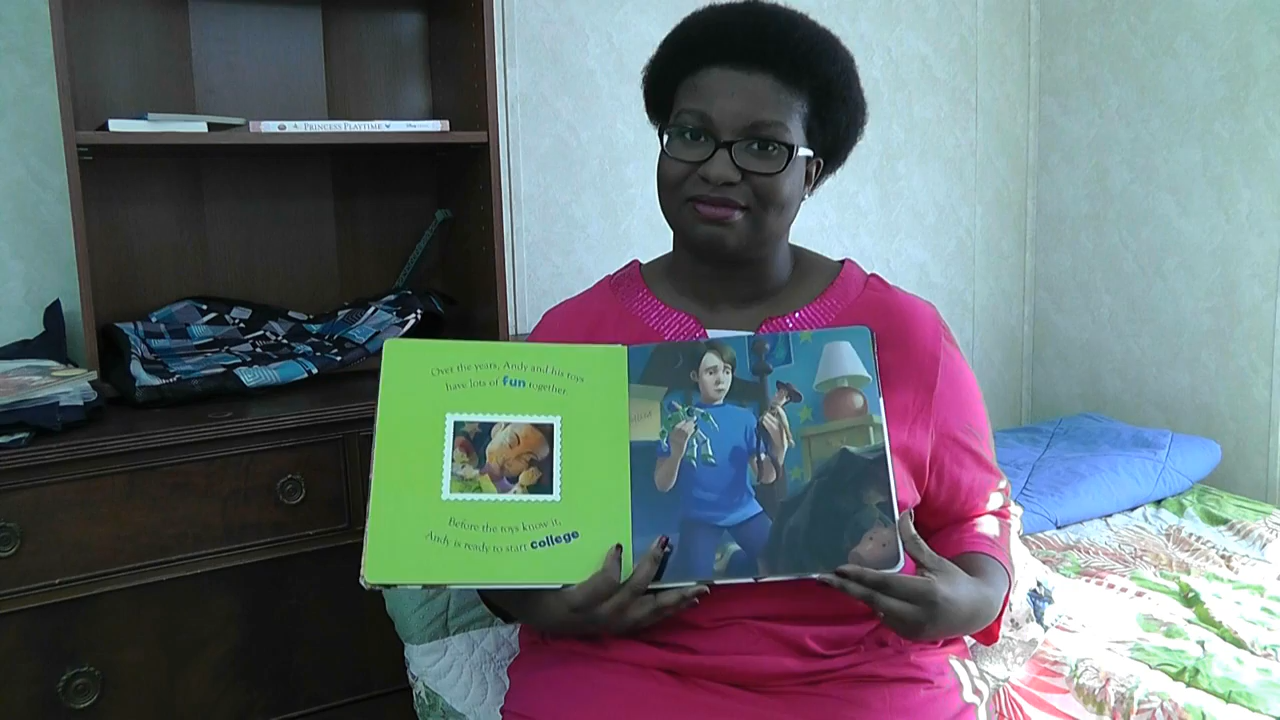 PRINCESS PLAYTIME
Over the years, Andy and his toys
have lots of fun together.
Before the toys know it,
Andy is ready to start college